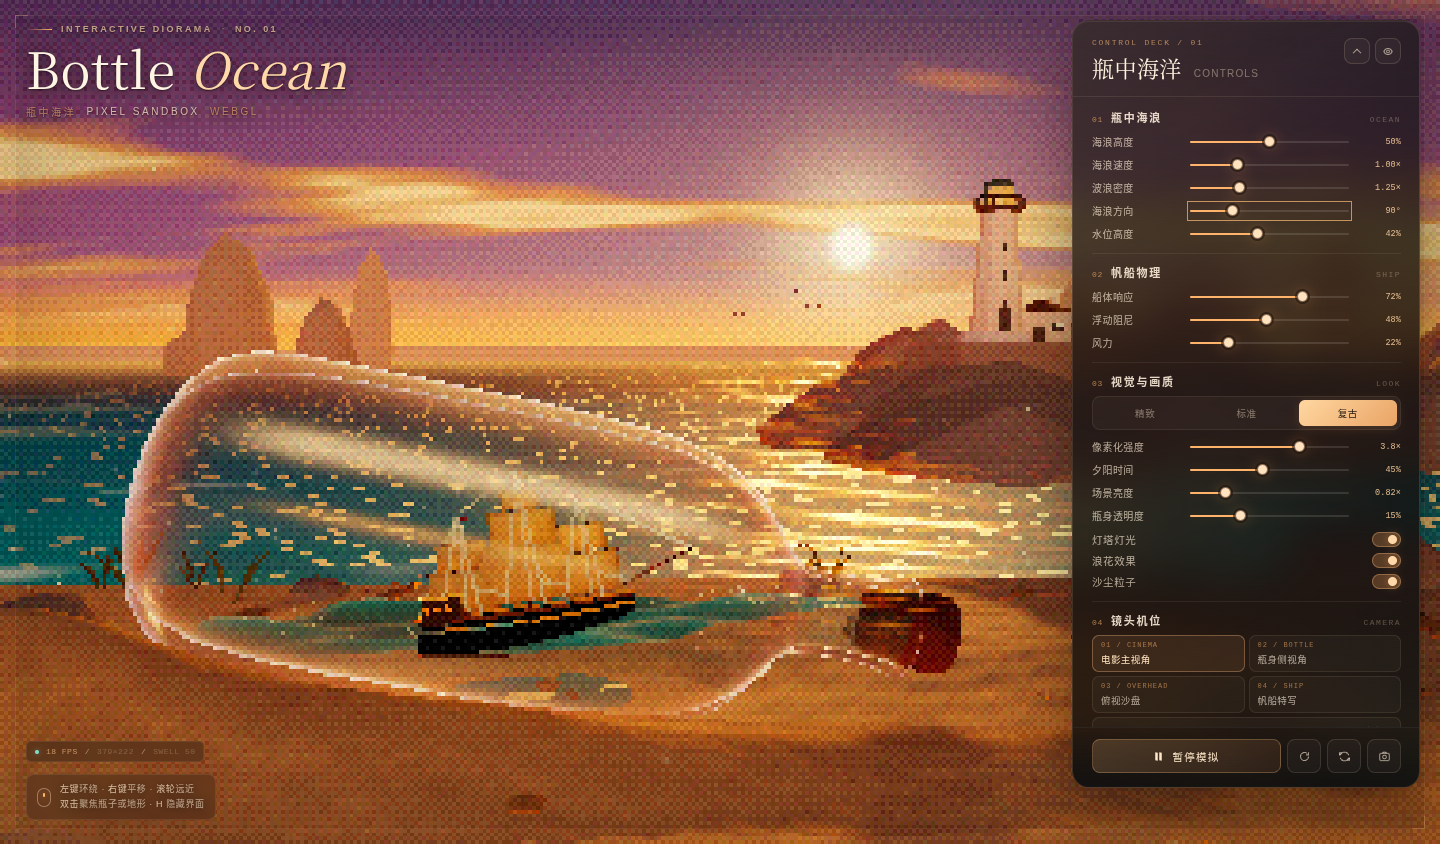 INTERACTIVE DIORAMA · NO. 01
Bottle Ocean
瓶中海洋 PIXEL SANDBOX WEBGL
CONTROL DECK / 01
瓶中海洋 CONTROLS
01 瓶中海浪 OCEAN
海浪高度 50%
海浪速度 1.00×
波浪密度 1.25×
海浪方向 90°
水位高度 42%
02 帆船物理 SHIP
船体响应 72%
浮动阻尼 48%
风力 22%
03 视觉与画质 LOOK
精致 标准 复古
像素化强度 3.8×
夕阳时间 45%
场景亮度 0.82×
瓶身透明度 15%
灯塔灯光
浪花效果
沙尘粒子
04 镜头机位 CAMERA
01 / CINEMA
电影主视角
02 / BOTTLE
瓶身侧视角
03 / OVERHEAD
俯视沙盘
04 / SHIP
帆船特写
暂停模拟
18 FPS / 379×222 / SWELL 50
左键环绕 · 右键平移 · 滚轮远近
双击聚焦瓶子或地形 · H 隐藏界面